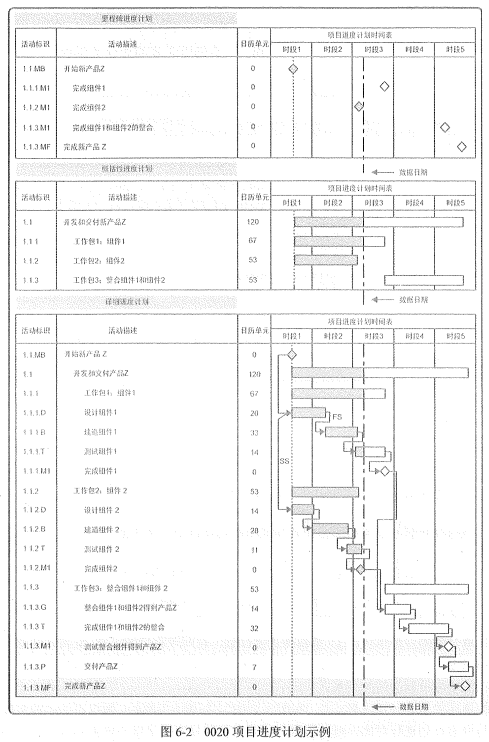 里程碑进度计划
活动标识 活动描述 日历单元 项目进度计划时间表
时段1 时段2 时段3 时段4 时段5
1.1.MB 开始新产品Z 0
1.1.1.M1 完成组件1 0
1.1.2.M1 完成组件2 0
1.1.3.M1 完成组件1和组件2的整合 0
1.1.3.MF 完成新产品Z 0
数据日期
概括性进度计划
活动标识 活动描述 日历单元 项目进度计划时间表
时段1 时段2 时段3 时段4 时段5
1.1 开发和交付新产品Z 120
1.1.1 工作包1：组件1 67
1.1.2 工作包2：组件2 53
1.1.3 工作包3：整合组件1和组件2 53
数据日期
详细进度计划
活动标识 活动描述 日历单元 项目进度计划时间表
时段1 时段2 时段3 时段4 时段5
1.1.MB 开始新产品Z 0
1.1 开发和交付产品Z 120
1.1.1 工作包1：组件1 67
1.1.1.D 设计组件1 20
FS
1.1.1.B 建造组件1 33
1.1.1.T 测试组件1 14
SS
1.1.1.M1 完成组件1 0
1.1.2 工作包2：组件2 53
1.1.2.D 设计组件2 14
1.1.2.B 建造组件2 28
1.1.2.T 测试组件2 11
1.1.2.M1 完成组件2 0
1.1.3 工作包3：整合组件1和组件2 53
1.1.3.G 整合组件1和组件2得到产品Z 14
1.1.3.T 完成组件1和组件2的整合 32
1.1.3.M1 测试整合组件得到产品Z 0
1.1.3.P 交付产品Z 7
1.1.3.MF 完成新产品Z 0
数据日期
图 6-2 0020 项目进度计划示例